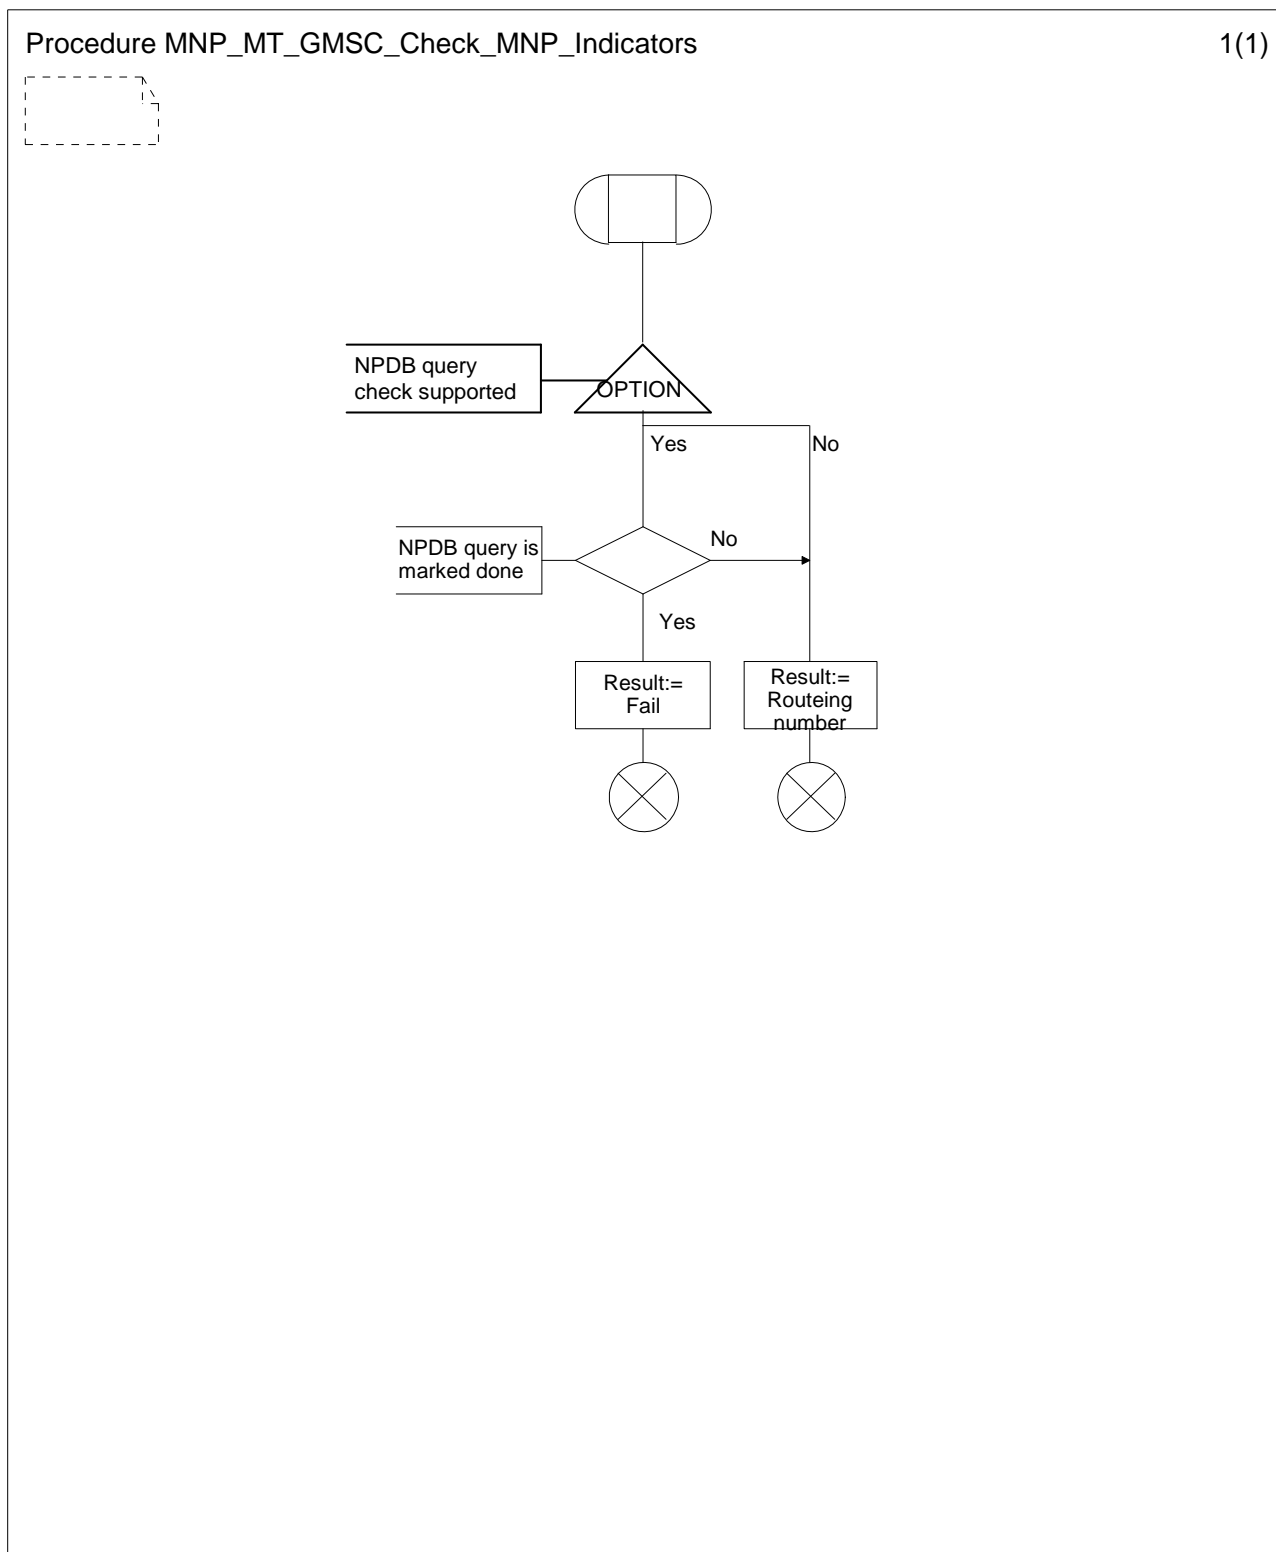 Procedure MNP_MT_GMSC_Check_MNP_Indicators
1(1)
NPDB query
check supported
OPTION
Yes
No
NPDB query is
marked done
No
Yes
Result:=
Fail
Result:=
Routeing
number